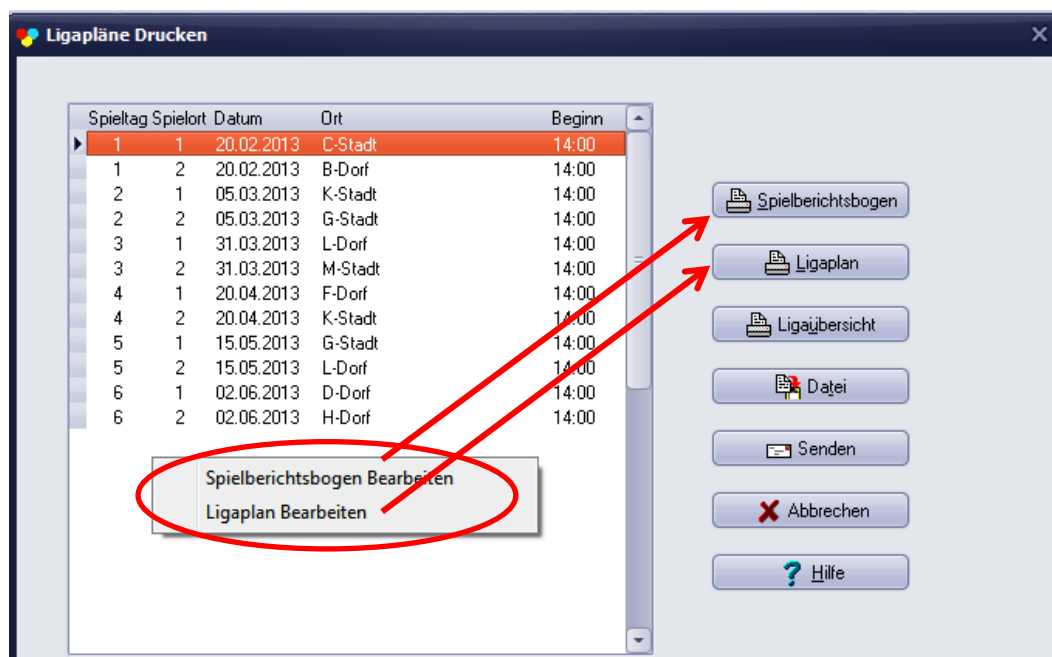 Ligapläne Drucken
Spieltag Spielort Datum Ort Beginn
1 1 20.02.2013 C-Stadt 14:00
1 2 20.02.2013 B-Dorf 14:00
2 1 05.03.2013 K-Stadt 14:00
2 2 05.03.2013 G-Stadt 14:00
3 1 31.03.2013 L-Dorf 14:00
3 2 31.03.2013 M-Stadt 14:00
4 1 20.04.2013 F-Dorf 14:00
4 2 20.04.2013 K-Stadt 14:00
5 1 15.05.2013 G-Stadt 14:00
5 2 15.05.2013 L-Dorf 14:00
6 1 02.06.2013 D-Dorf 14:00
6 2 02.06.2013 H-Dorf 14:00
Spielberichtsbogen Bearbeiten
Ligaplan Bearbeiten
Spielberichtsbogen
Ligaplan
Ligaübersicht
Datei
Senden
Abbrechen
Hilfe